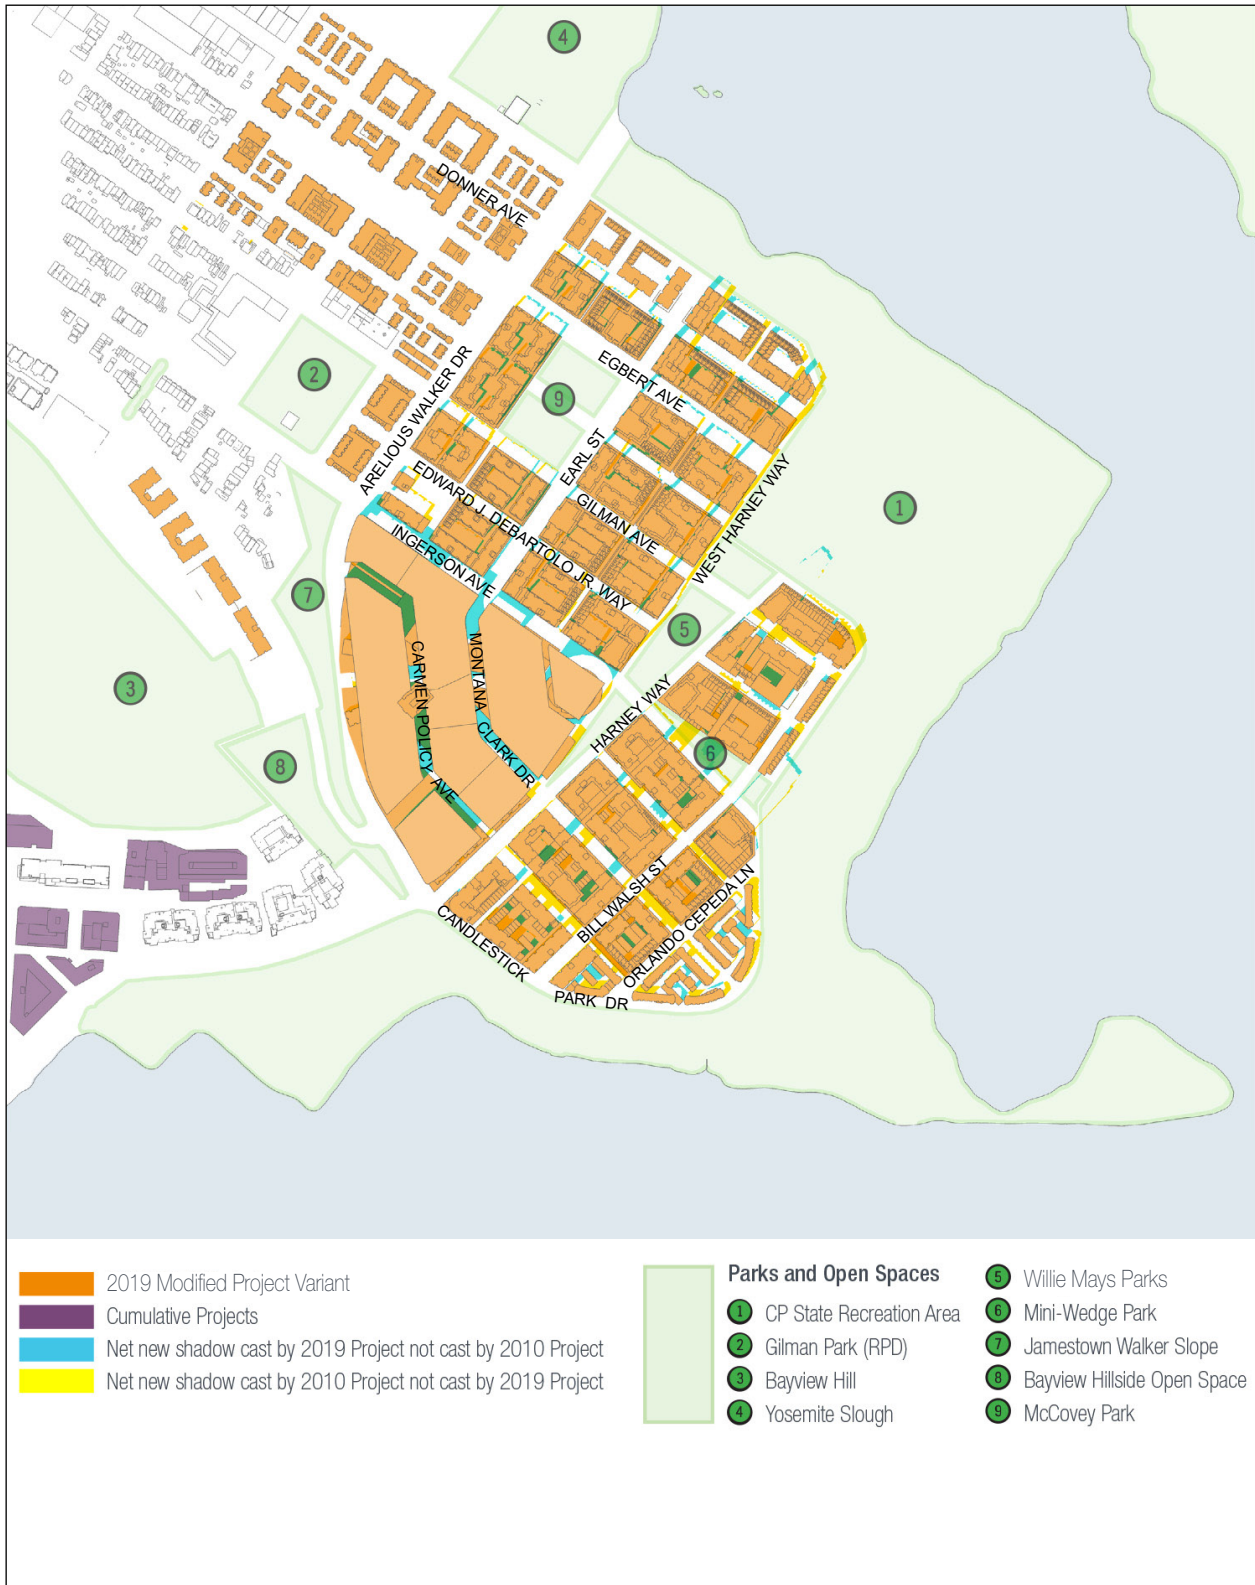 4
DONNER AVE
2
ARELIOUS WALKER DR
9
EGBERT AVE
EARL ST
1
EDWARD J. DEBARTOLO JR. WAY
GILMAN AVE
WEST HARNEY WAY
INGERSON AVE
7
5
3
CARMEN POLICY AVE
MONTANA CLARK DR
HARNEY WAY
6
8
BILL WALSH ST
ORLANDO CEPEDA LN
CANDLESTICK PARK DR
2019 Modified Project Variant
Cumulative Projects
Net new shadow cast by 2019 Project not cast by 2010 Project
Net new shadow cast by 2010 Project not cast by 2019 Project
Parks and Open Spaces
1 CP State Recreation Area
2 Gilman Park (RPD)
3 Bayview Hill
4 Yosemite Slough
5 Willie Mays Parks
6 Mini-Wedge Park
7 Jamestown Walker Slope
8 Bayview Hillside Open Space
9 McCovey Park